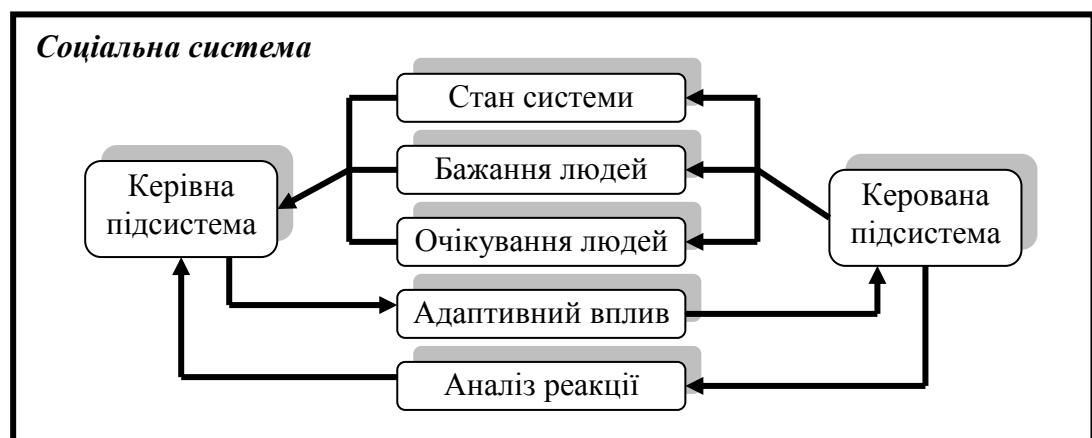 Соціальна система
Стан системи
Бажання людей
Очікування людей
Керівна
підсистема
Керована
підсистема
Адаптивний вплив
Аналіз реакції